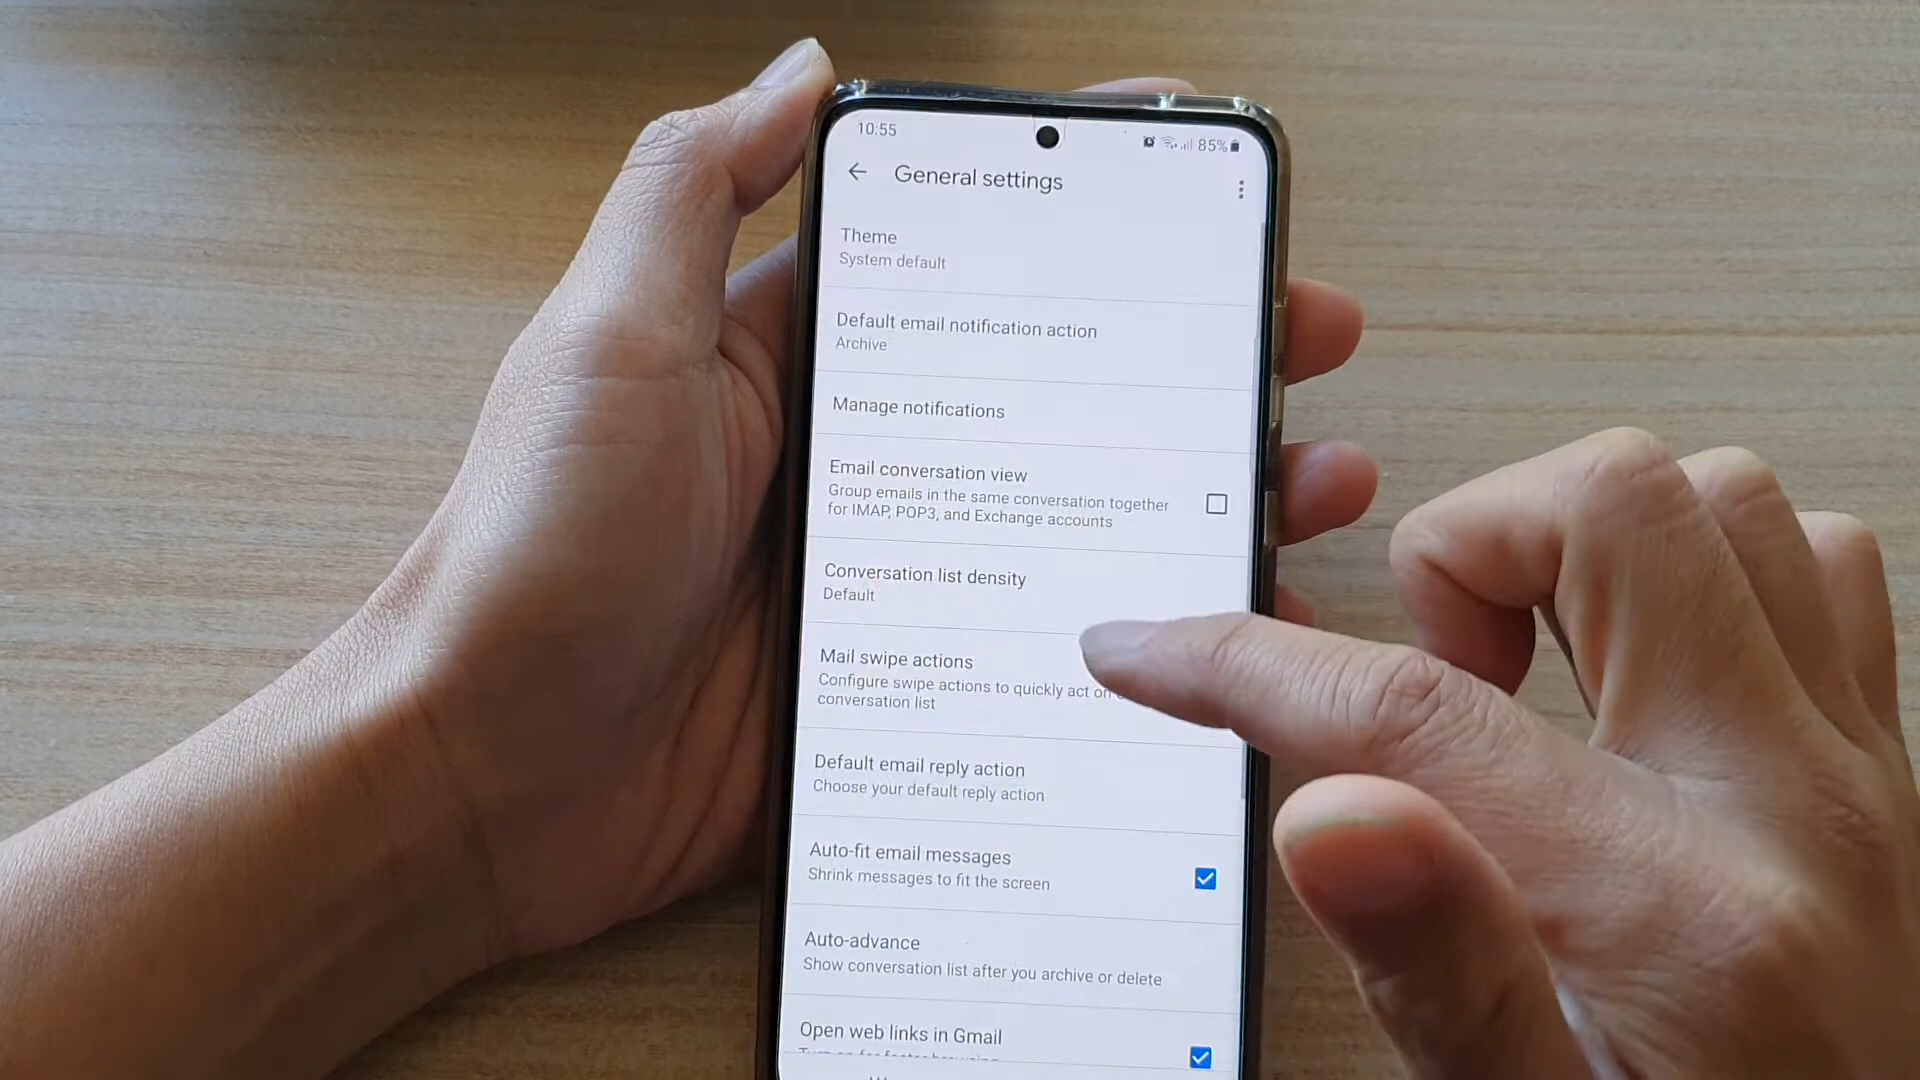 10:55
85%
General settings
Theme
System default
Default email notification action
Archive
Manage notifications
Email conversation view
Group emails in the same conversation together
for IMAP, POP3, and Exchange accounts
Conversation list density
Default
Mail swipe actions
Configure swipe actions to quickly act on
conversation list
Default email reply action
Choose your default reply action
Auto-fit email messages
Shrink messages to fit the screen
Auto-advance
Show conversation list after you archive or delete
Open web links in Gmail